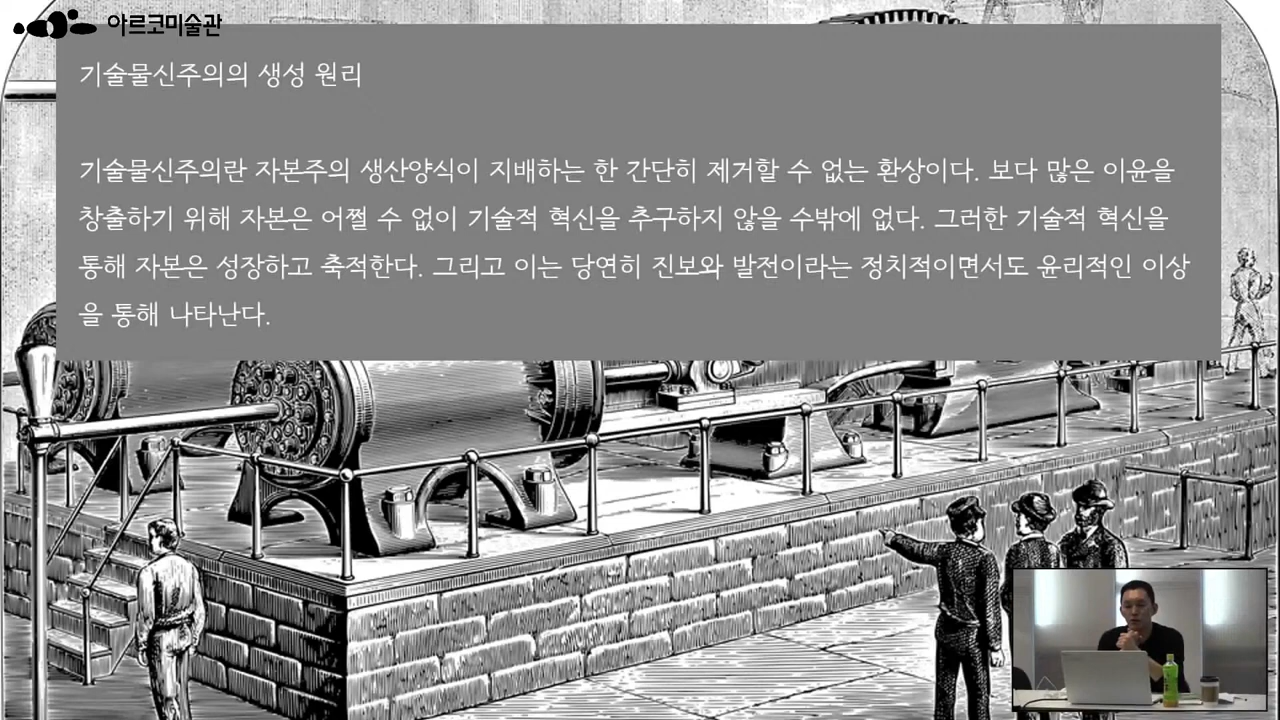 아르코미술관
기술물신주의의 생성 원리
기술물신주의란 자본주의 생산양식이 지배하는 한 간단히 제거할 수 없는 환상이다. 보다 많은 이윤을
창출하기 위해 자본은 어쩔 수 없이 기술적 혁신을 추구하지 않을 수밖에 없다. 그러한 기술적 혁신을
통해 자본은 성장하고 축적한다. 그리고 이는 당연히 진보와 발전이라는 정치적이면서도 윤리적인 이상
을 통해 나타난다.